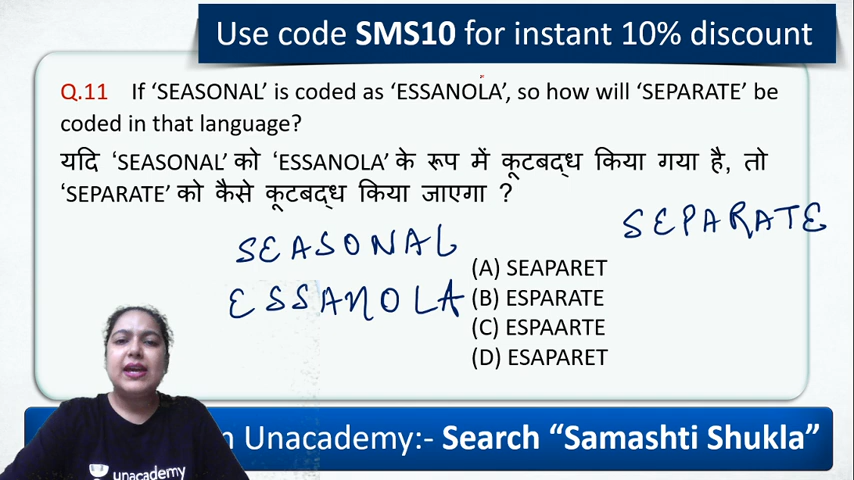 Use code SMS10 for instant 10% discount
Q.11 If ‘SEASONAL’ is coded as ‘ESSANOLA’, so how will ‘SEPARATE’ be
coded in that language?
यदि ‘SEASONAL’ को ‘ESSANOLA’ के रूप में कूटबद्ध किया गया है, तो
‘SEPARATE’ को कैसे कूटबद्ध किया जाएगा ?
SEPARATE
SEASONAL
ESSANOLA
(A) SEAPARET
(B) ESPARATE
(C) ESPAARTE
(D) ESAPARET
Unacademy:- Search “Samashti Shukla”
unacademy